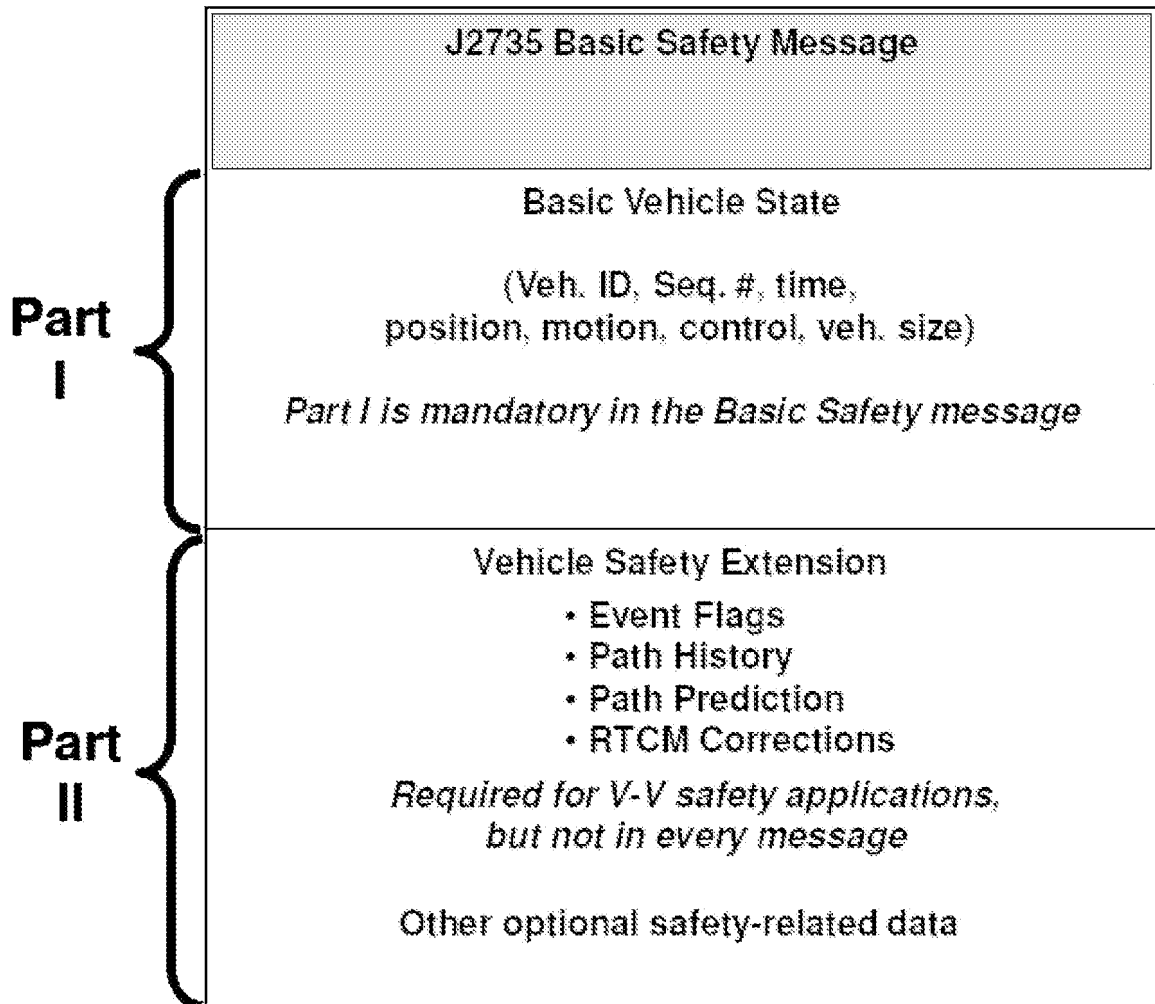 J2735 Basic Safety Message
Part
I
Basic Vehicle State
(Veh. ID, Seq. #, time,
position, motion, control, veh. size)
Part I is mandatory in the Basic Safety message
Part
II
Vehicle Safety Extension
• Event Flags
• Path History
• Path Prediction
• RTCM Corrections
Required for V-V safety applications,
but not in every message
Other optional safety-related data